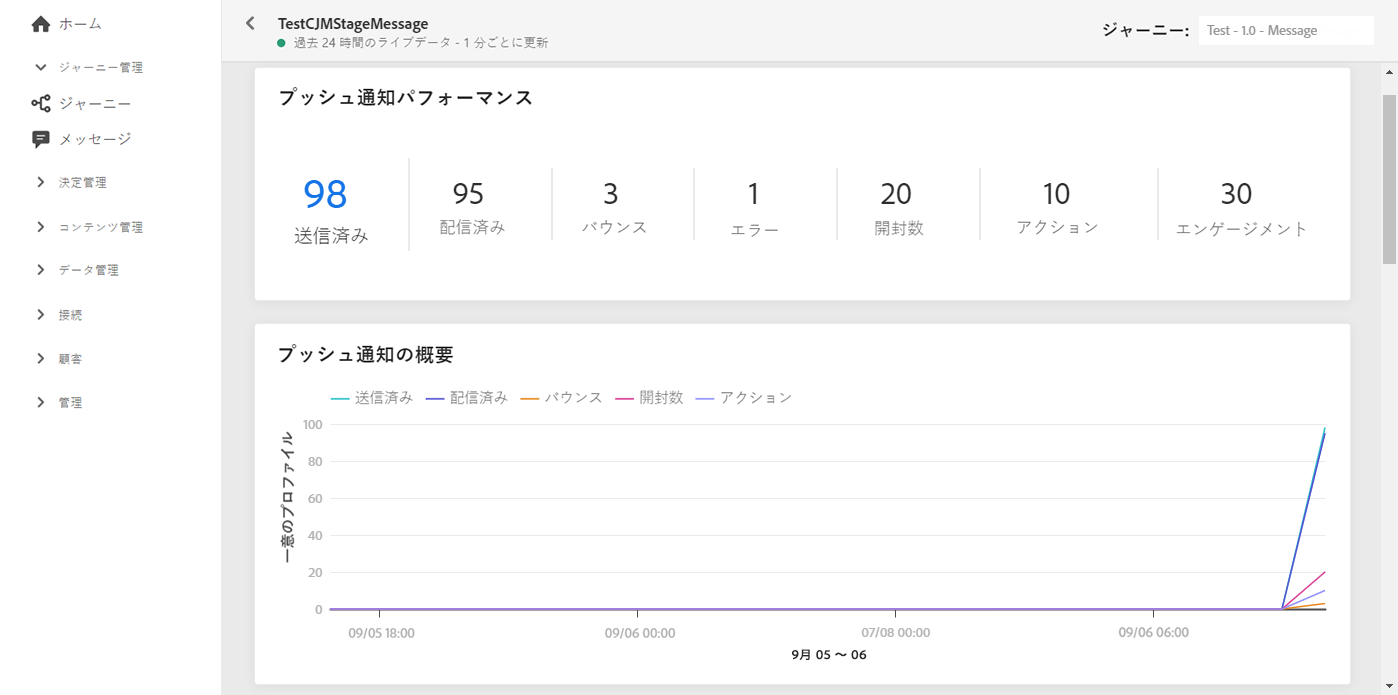 ホーム
ジャーニー管理
ジャーニー
メッセージ
決定管理
コンテンツ管理
データ管理
接続
顧客
管理
TestCJMStageMessage
過去 24 時間のライブデータ - 1 分ごとに更新
ジャーニー: Test - 1.0 - Message
プッシュ通知パフォーマンス
98 95 3 1 20 10 30
送信済み 配信済み バウンス エラー 開封数 アクション エンゲージメント
プッシュ通知の概要
送信済み 配信済み バウンス 開封数 アクション
一意のプロファイル
100
80
60
40
20
0
09/05 18:00 09/06 00:00 07/08 00:00 09/06 06:00
9月 05 〜 06